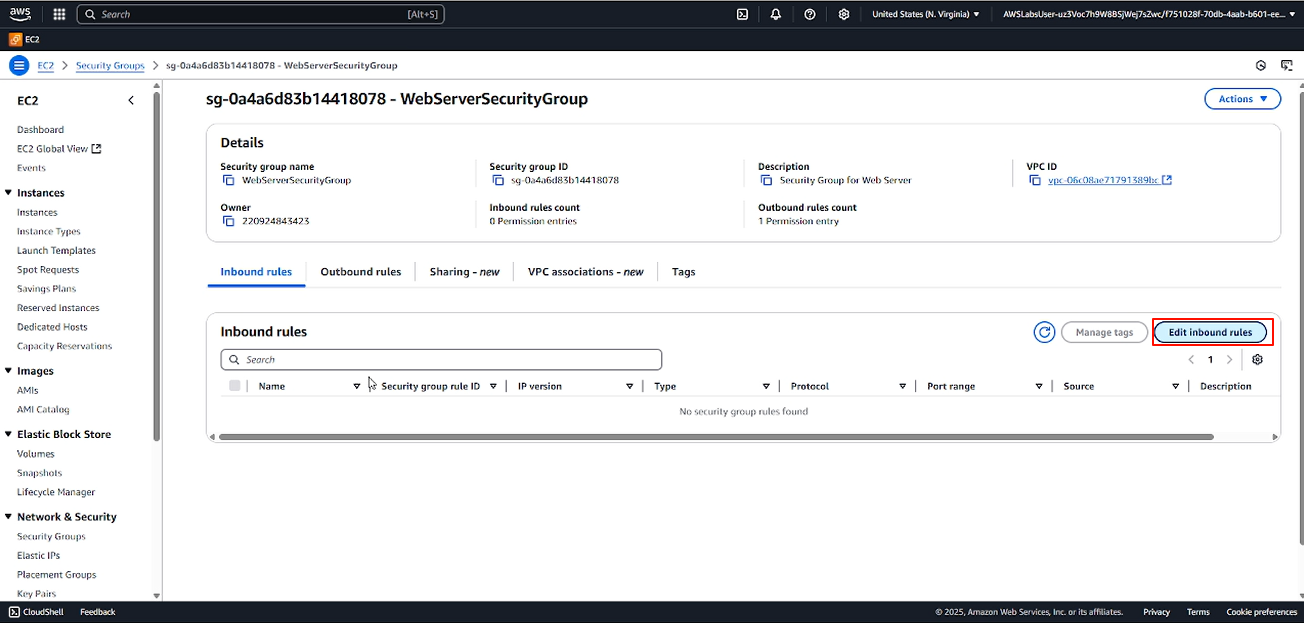 aws
Search [Alt+S] United States (N. Virginia) AWSLabsUser-uz3Voc7h9W8BSjWej7sZwc/f751028f-70db-4aab-b601-ee...
EC2
EC2 Security Groups sg-0a4a6d83b14418078 - WebServerSecurityGroup
EC2
Dashboard
EC2 Global View
Events
Instances
Instances
Instance Types
Launch Templates
Spot Requests
Savings Plans
Reserved Instances
Dedicated Hosts
Capacity Reservations
Images
AMIs
AMI Catalog
Elastic Block Store
Volumes
Snapshots
Lifecycle Manager
Network & Security
Security Groups
Elastic IPs
Placement Groups
Key Pairs
sg-0a4a6d83b14418078 - WebServerSecurityGroup
Actions
Details
Security group name
WebServerSecurityGroup
Security group ID
sg-0a4a6d83b14418078
Description
Security Group for Web Server
VPC ID
vpc-06c08ae71791389bc
Owner
220924843423
Inbound rules count
0 Permission entries
Outbound rules count
1 Permission entry
Inbound rules Outbound rules Sharing - new VPC associations - new Tags
Inbound rules
Manage tags Edit inbound rules
Search
1
Name Security group rule ID IP version Type Protocol Port range Source Description
No security group rules found
CloudShell Feedback © 2025, Amazon Web Services, Inc. or its affiliates. Privacy Terms Cookie preferences